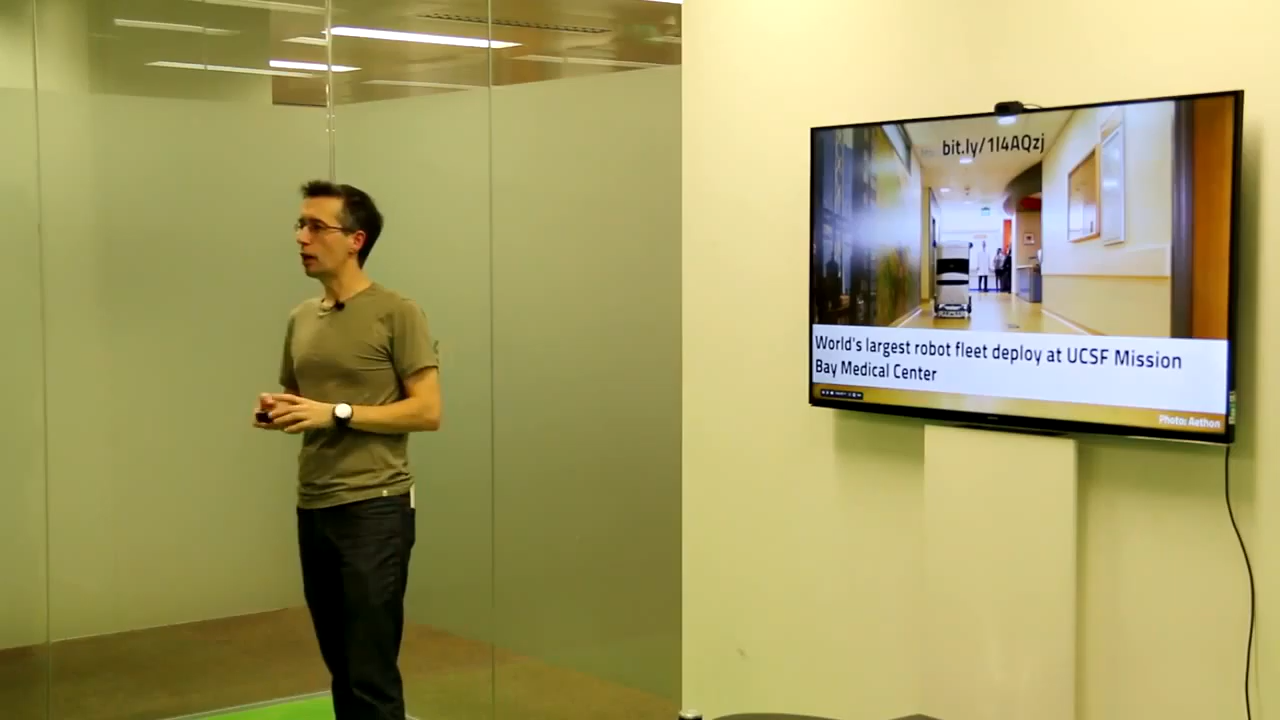 bit.ly/1I4AQzj
World's largest robot fleet deploy at UCSF Mission
Bay Medical Center
Photo: Aethon